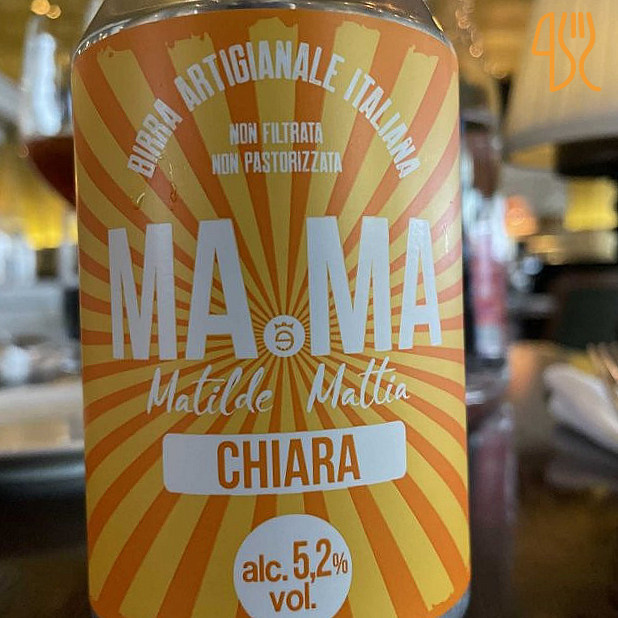 BIRRA ARTIGIANALE ITALIANA
NON FILTRATA
NON PASTORIZZATA
MA.MA
Matilde Mattia
CHIARA
alc. 5,2%
vol.